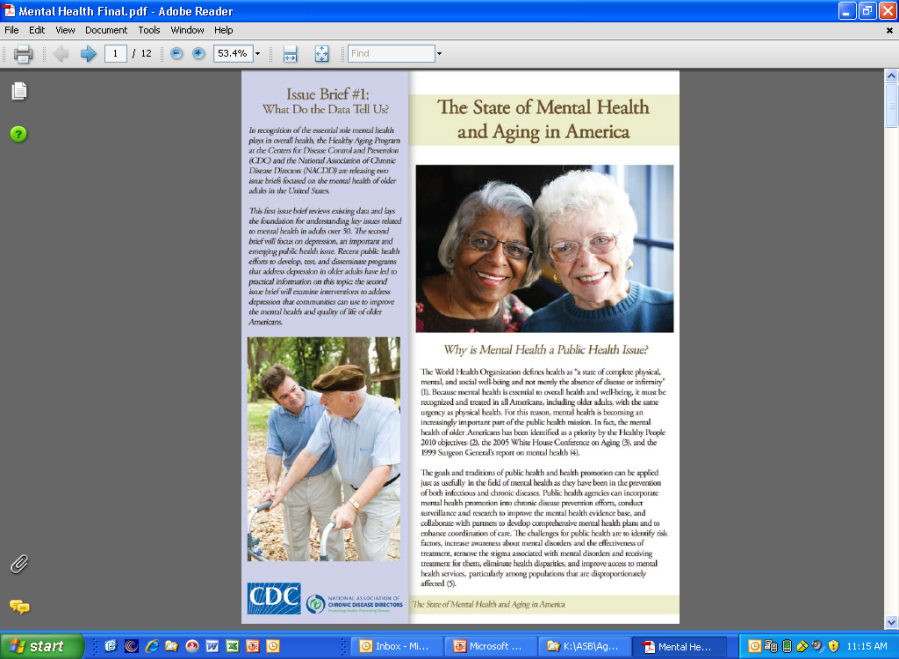 Mental Health Final.pdf - Adobe Reader
File Edit View Document Tools Window Help
1 / 12 53.4% Find
Issue Brief #1:
What Do the Data Tell Us?
In recognition of the essential role mental health
plays in overall health, the Healthy Aging Program
at the Centers for Disease Control and Prevention
(CDC) and the National Association of Chronic
Disease Directors (NACDD) are releasing two
issue briefs focused on the mental health of older
adults in the United States.
This first issue brief reviews existing data and lays
the foundation for understanding key issues related
to mental health in adults over 50. The second
brief will focus on depression, an important and
emerging public health issue. Recent public health
efforts to develop, test, and disseminate programs
that address depression in older adults have led to
practical information on this topic; the second
issue brief will examine interventions to address
depression that communities can use to improve
the mental health and quality of life of older
Americans.
CDC
NATIONAL ASSOCIATION OF
CHRONIC DISEASE DIRECTORS
The State of Mental Health
and Aging in America
Why is Mental Health a Public Health Issue?
The World Health Organization defines health as “a state of complete physical,
mental, and social well-being and not merely the absence of disease or infirmity”
(1). Because mental health is essential to overall health and well-being, it must be
recognized and treated in all Americans, including older adults, with the same
urgency as physical health. For this reason, mental health is becoming an
increasingly important part of the public health mission. In fact, the mental
health of older Americans has been identified as a priority by the Healthy People
2010 objectives (2), the 2005 White House Conference on Aging (3), and the
1999 Surgeon General's report on mental health (4).
The goals and traditions of public health and health promotion can be applied
just as usefully in the field of mental health as they have been in the prevention
of both infectious and chronic diseases. Public health agencies can incorporate
mental health promotion into chronic disease prevention efforts, conduct
surveillance and research to improve the mental health evidence base, and
collaborate with partners to develop comprehensive mental health plans and to
enhance coordination of care. The challenges for public health are to identify risk
factors, increase awareness about mental disorders and the effectiveness of
treatment, remove the stigma associated with mental disorders and receiving
treatment for them, eliminate health disparities, and improve access to mental
health services, particularly among populations that are disproportionately
affected (5).
The State of Mental Health and Aging in America
start Inbox - Mi... Microsoft ... K:\ASB\Ag... Mental He... 11:15 AM